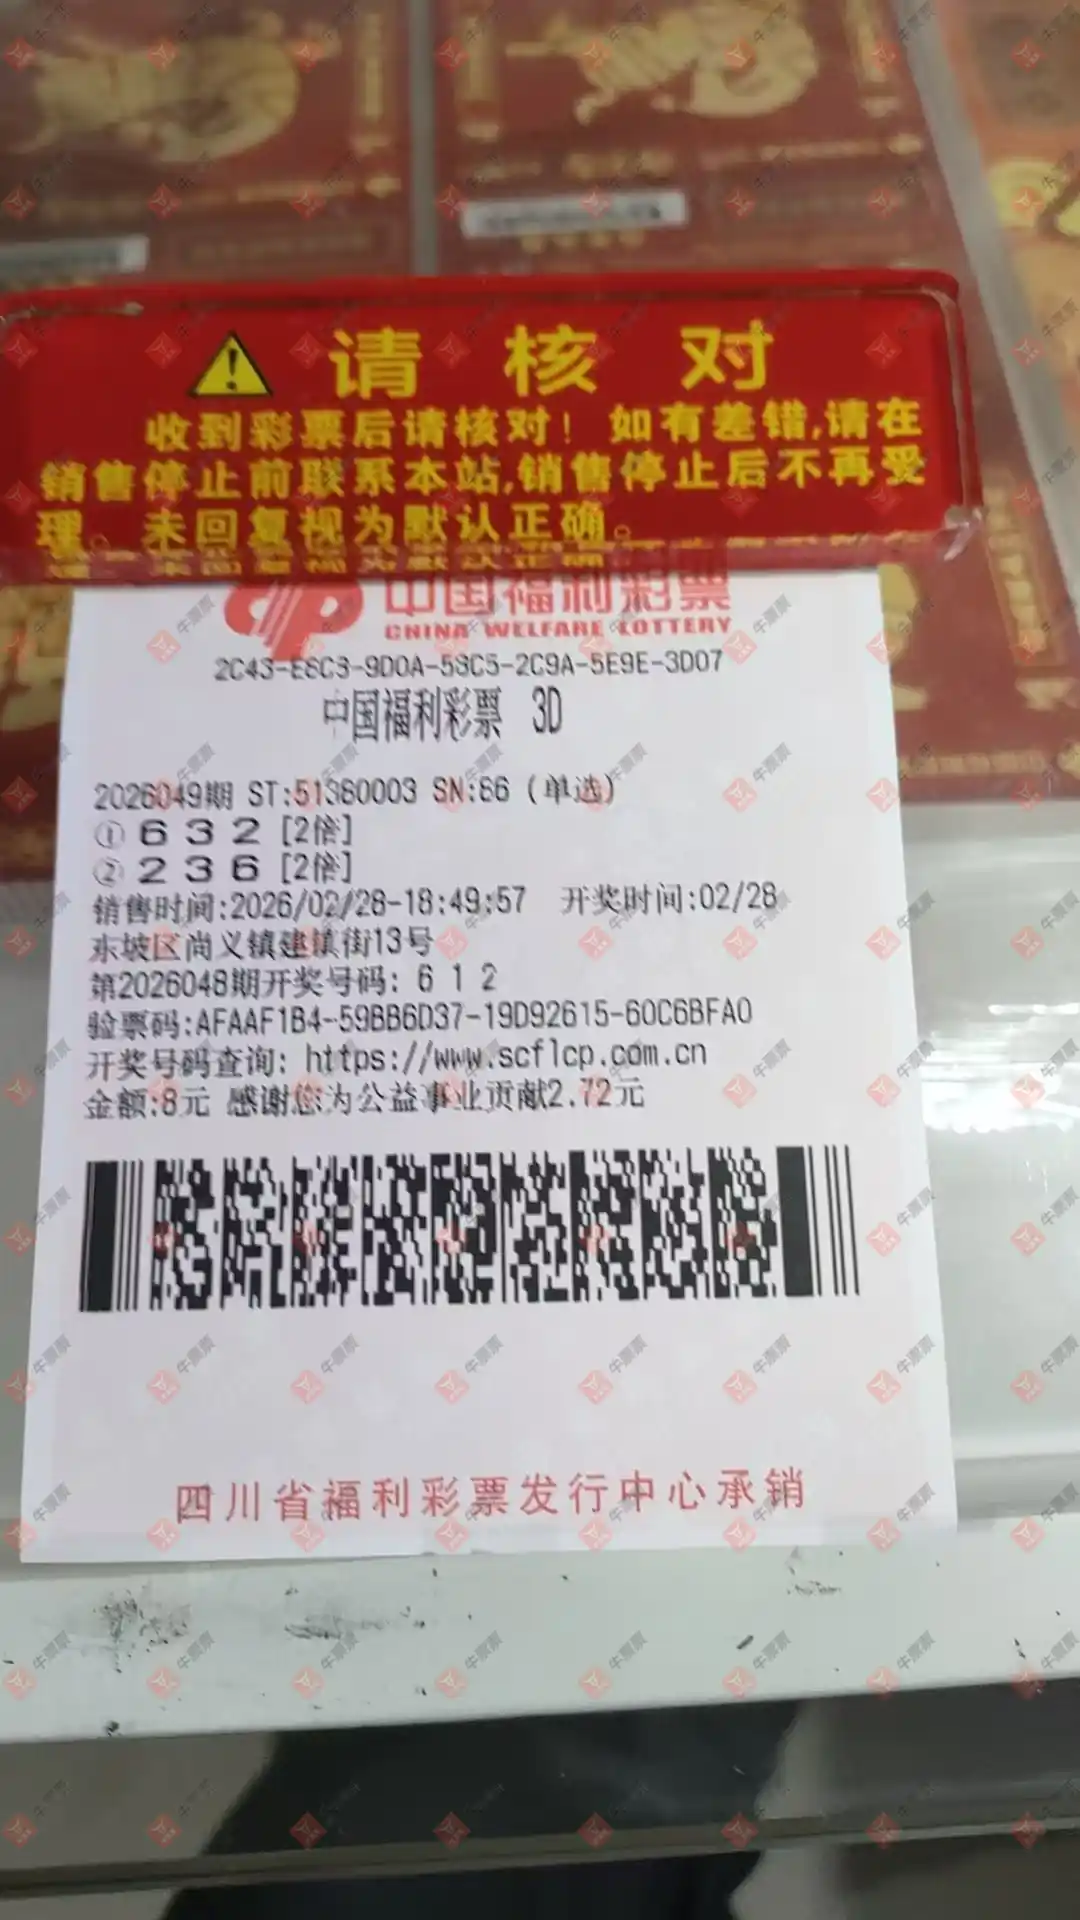 请核对
收到彩票后请核对！如有差错,请在
销售停止前联系本站,销售停止后不再受
理。未回复视为默认正确。
中国福利彩票
CHINA WELFARE LOTTERY
2C43-E6C3-9D0A-58C5-2C9A-5E9E-3D07
中国福利彩票 3D
2026049期 ST:51360003 SN:86 (单选)
① 6 3 2 [2倍]
② 2 3 6 [2倍]
销售时间:2026/02/28-18:49:57 开奖时间:02/28
东坡区尚义镇建镇街13号
第2026048期开奖号码: 6 1 2
验票码:AFAAF1B4-59BB6D37-19D92615-60C6BFA0
开奖号码查询: https://www.scflcp.com.cn
金额:8元 感谢您为公益事业贡献2.72元
四川省福利彩票发行中心承销
牛票票